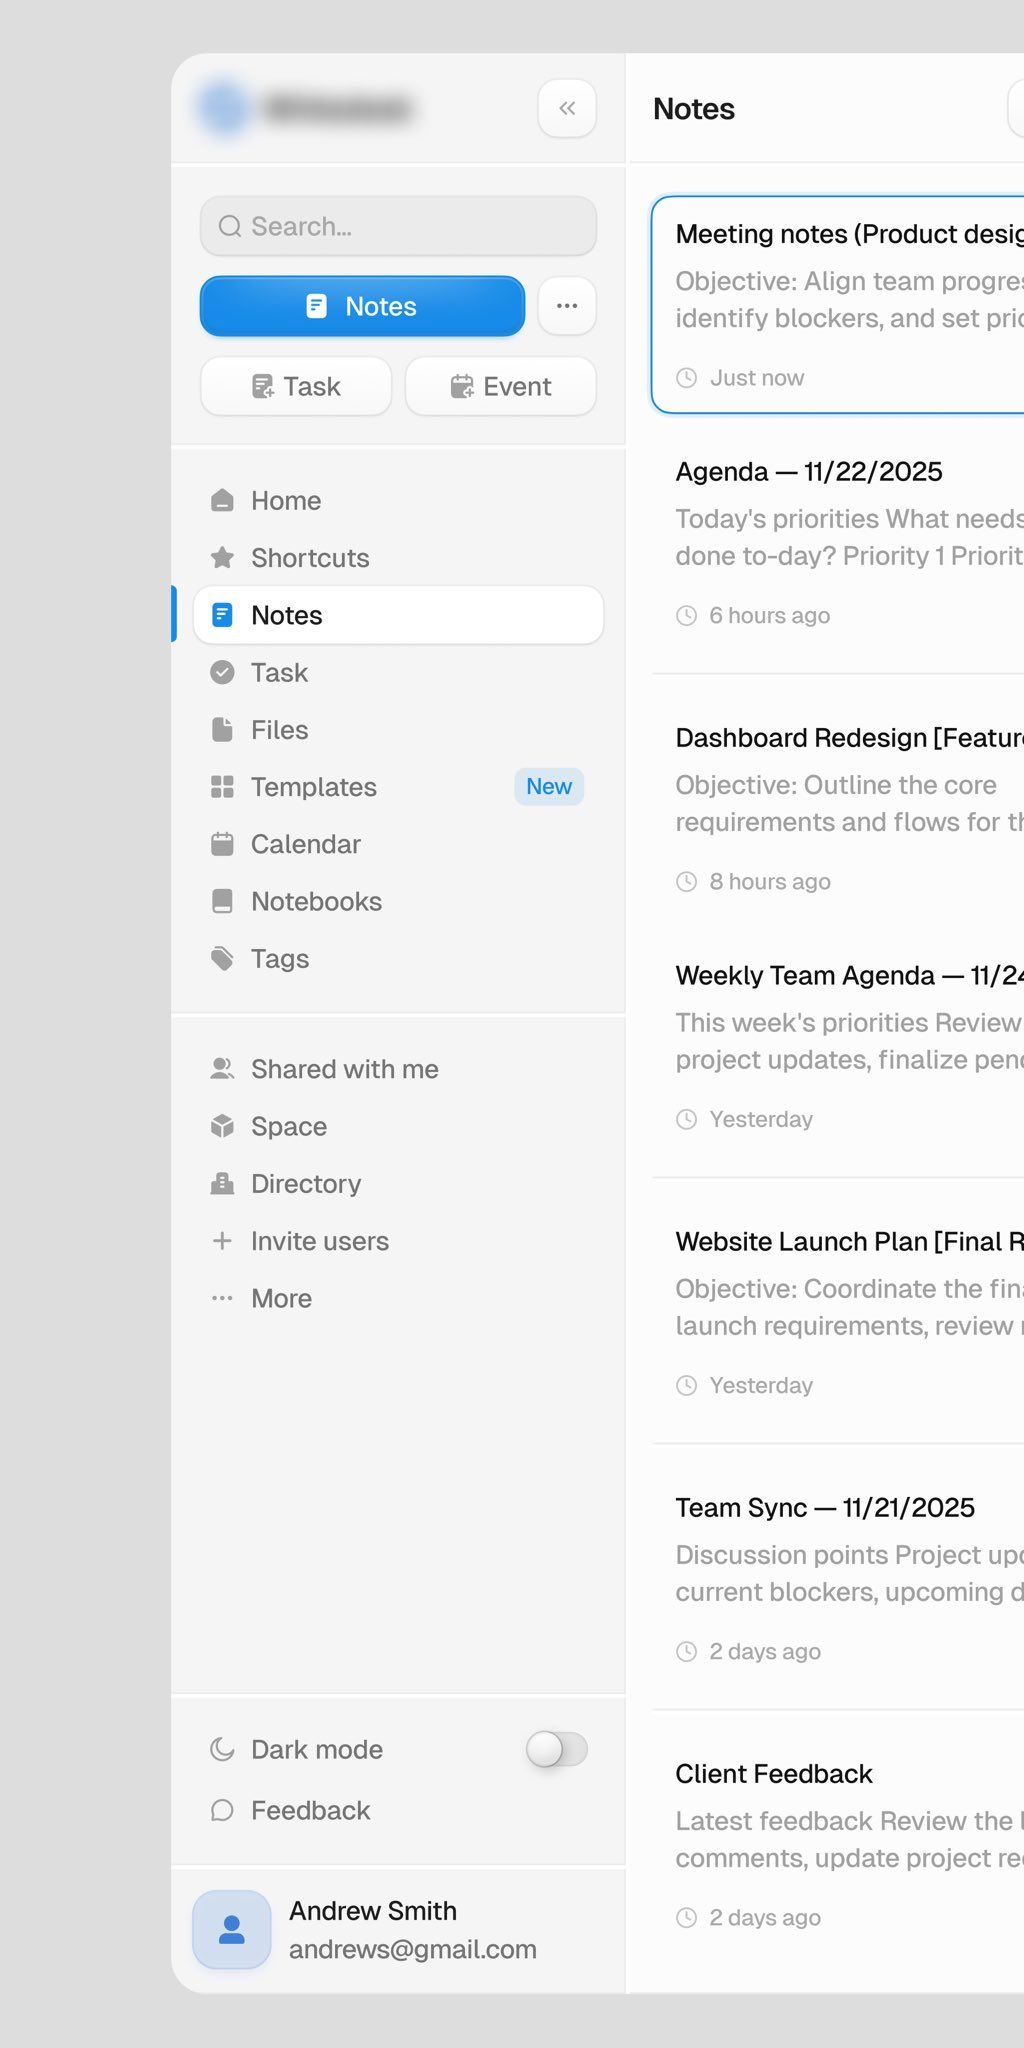 Notes
Search...
Notes
Task
Event
Home
Shortcuts
Notes
Task
Files
Templates
New
Calendar
Notebooks
Tags
Shared with me
Space
Directory
Invite users
More
Dark mode
Feedback
Andrew Smith
andrews@gmail.com
Meeting notes (Product desig
Objective: Align team progres
identify blockers, and set prio
Just now
Agenda — 11/22/2025
Today's priorities What needs
done to-day? Priority 1 Priorit
6 hours ago
Dashboard Redesign [Feature
Objective: Outline the core
requirements and flows for th
8 hours ago
Weekly Team Agenda — 11/24
This week's priorities Review
project updates, finalize pend
Yesterday
Website Launch Plan [Final R
Objective: Coordinate the fina
launch requirements, review
Yesterday
Team Sync — 11/21/2025
Discussion points Project upd
current blockers, upcoming d
2 days ago
Client Feedback
Latest feedback Review the l
comments, update project rec
2 days ago